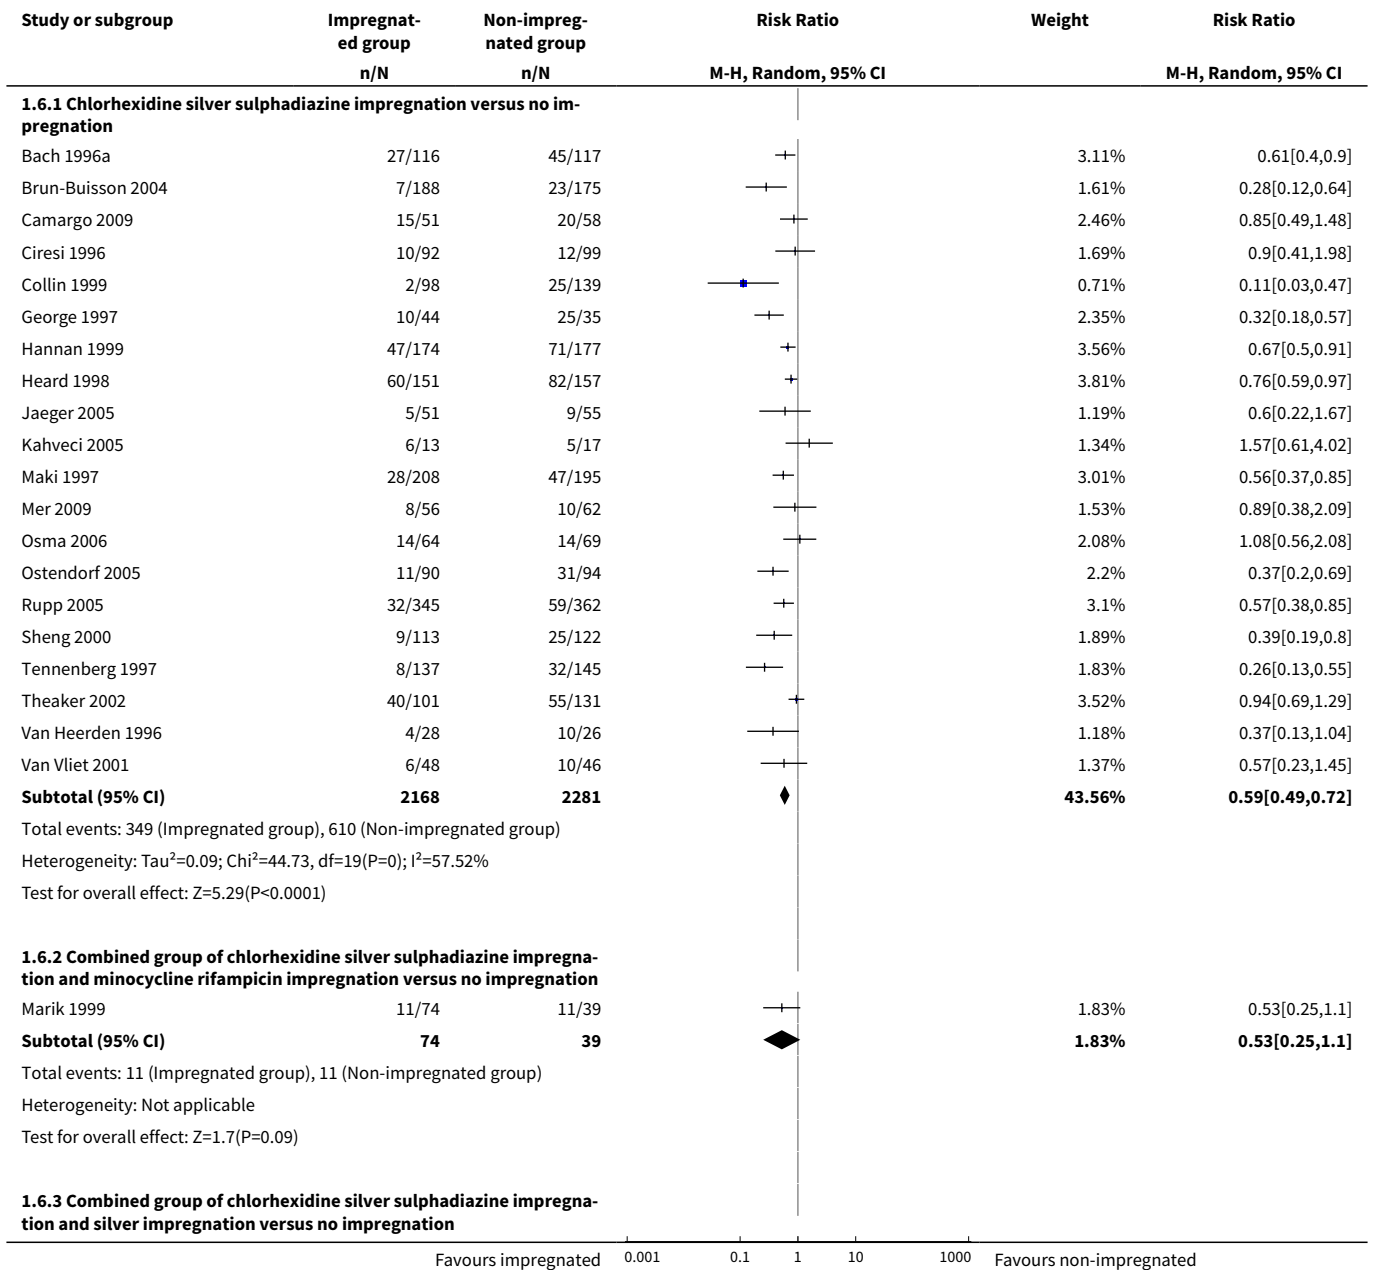 Study or subgroup Impregnat- Non-impreg- Risk Ratio Weight Risk Ratio
ed group nated group
n/N n/N M-H, Random, 95% CI M-H, Random, 95% CI
1.6.1 Chlorhexidine silver sulphadiazine impregnation versus no im-
pregnation
Bach 1996a 27/116 45/117 3.11% 0.61[0.4,0.9]
Brun-Buisson 2004 7/188 23/175 1.61% 0.28[0.12,0.64]
Camargo 2009 15/51 20/58 2.46% 0.85[0.49,1.48]
Ciresi 1996 10/92 12/99 1.69% 0.9[0.41,1.98]
Collin 1999 2/98 25/139 0.71% 0.11[0.03,0.47]
George 1997 10/44 25/35 2.35% 0.32[0.18,0.57]
Hannan 1999 47/174 71/177 3.56% 0.67[0.5,0.91]
Heard 1998 60/151 82/157 3.81% 0.76[0.59,0.97]
Jaeger 2005 5/51 9/55 1.19% 0.6[0.22,1.67]
Kahveci 2005 6/13 5/17 1.34% 1.57[0.61,4.02]
Maki 1997 28/208 47/195 3.01% 0.56[0.37,0.85]
Mer 2009 8/56 10/62 1.53% 0.89[0.38,2.09]
Osma 2006 14/64 14/69 2.08% 1.08[0.56,2.08]
Ostendorf 2005 11/90 31/94 2.2% 0.37[0.2,0.69]
Rupp 2005 32/345 59/362 3.1% 0.57[0.38,0.85]
Sheng 2000 9/113 25/122 1.89% 0.39[0.19,0.8]
Tennenberg 1997 8/137 32/145 1.83% 0.26[0.13,0.55]
Theaker 2002 40/101 55/131 3.52% 0.94[0.69,1.29]
Van Heerden 1996 4/28 10/26 1.18% 0.37[0.13,1.04]
Van Vliet 2001 6/48 10/46 1.37% 0.57[0.23,1.45]
Subtotal (95% CI) 2168 2281 43.56% 0.59[0.49,0.72]
Total events: 349 (Impregnated group), 610 (Non-impregnated group)
Heterogeneity: Tau²=0.09; Chi²=44.73, df=19(P=0); I²=57.52%
Test for overall effect: Z=5.29(P<0.0001)
1.6.2 Combined group of chlorhexidine silver sulphadiazine impregna-
tion and minocycline rifampicin impregnation versus no impregnation
Marik 1999 11/74 11/39 1.83% 0.53[0.25,1.1]
Subtotal (95% CI) 74 39 1.83% 0.53[0.25,1.1]
Total events: 11 (Impregnated group), 11 (Non-impregnated group)
Heterogeneity: Not applicable
Test for overall effect: Z=1.7(P=0.09)
1.6.3 Combined group of chlorhexidine silver sulphadiazine impregna-
tion and silver impregnation versus no impregnation
Favours impregnated 0.001 0.1 1 10 1000 Favours non-impregnated